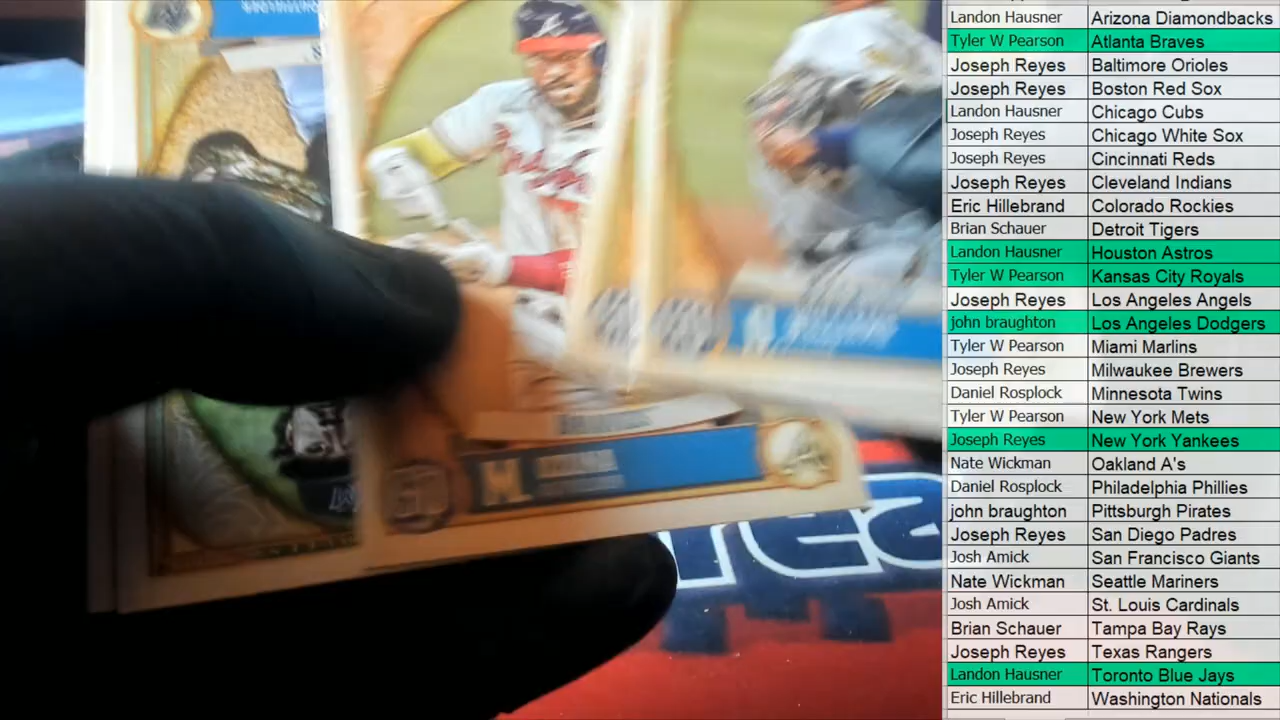 Landon Hausner Arizona Diamondbacks
Tyler W Pearson Atlanta Braves
Joseph Reyes Baltimore Orioles
Joseph Reyes Boston Red Sox
Landon Hausner Chicago Cubs
Joseph Reyes Chicago White Sox
Joseph Reyes Cincinnati Reds
Joseph Reyes Cleveland Indians
Eric Hillebrand Colorado Rockies
Brian Schauer Detroit Tigers
Landon Hausner Houston Astros
Tyler W Pearson Kansas City Royals
Joseph Reyes Los Angeles Angels
john braughton Los Angeles Dodgers
Tyler W Pearson Miami Marlins
Joseph Reyes Milwaukee Brewers
Daniel Rosplock Minnesota Twins
Tyler W Pearson New York Mets
Joseph Reyes New York Yankees
Nate Wickman Oakland A's
Daniel Rosplock Philadelphia Phillies
john braughton Pittsburgh Pirates
Joseph Reyes San Diego Padres
Josh Amick San Francisco Giants
Nate Wickman Seattle Mariners
Josh Amick St. Louis Cardinals
Brian Schauer Tampa Bay Rays
Joseph Reyes Texas Rangers
Landon Hausner Toronto Blue Jays
Eric Hillebrand Washington Nationals